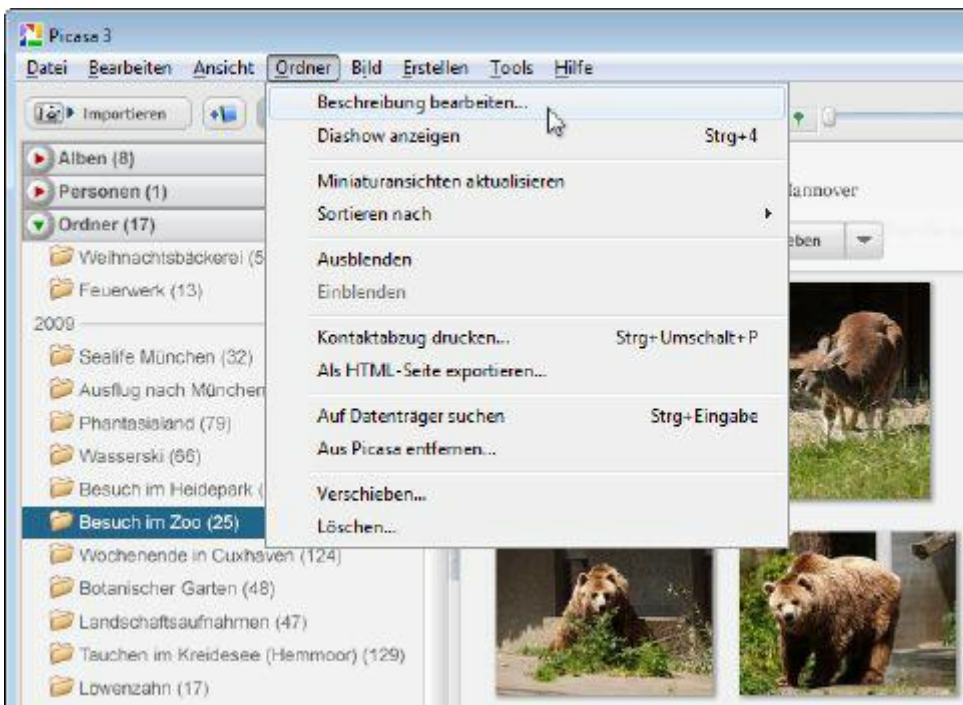 Picasa 3
Datei Bearbeiten Ansicht Ordner Bild Erstellen Tools Hilfe
Importieren
Alben (8)
Personen (1)
Ordner (17)
Weihnachtsbäckerei (5
Feuerwerk (13)
2009
Sealife München (32)
Ausflug nach München
Phantasialand (79)
Wasserski (66)
Besuch im Heidepark (
Besuch im Zoo (25)
Wochenende in Cuxhaven (124)
Botanischer Garten (48)
Landschaftsaufnahmen (47)
Tauchen im Kreidesee (Hemmoor) (129)
Löwenzahn (17)
Beschreibung bearbeiten...
Diashow anzeigen Strg+4
Miniaturansichten aktualisieren
Sortieren nach
Ausblenden
Einblenden
Kontaktabzug drucken... Strg+Umschalt+P
Als HTML-Seite exportieren...
Auf Datenträger suchen Strg+Eingabe
Aus Picasa entfernen...
Verschieben...
Löschen...
Hannover
eben